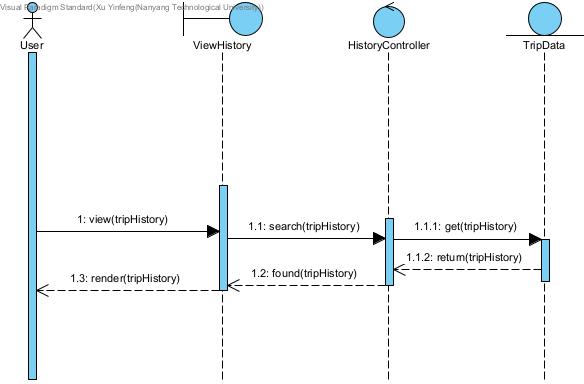 Visual Paradigm Standard(Xu Yinfeng(Nanyang Technological University))
User
ViewHistory
HistoryController
TripData
1: view(tripHistory)
1.1: search(tripHistory)
1.1.1: get(tripHistory)
1.1.2: return(tripHistory)
1.2: found(tripHistory)
1.3: render(tripHistory)